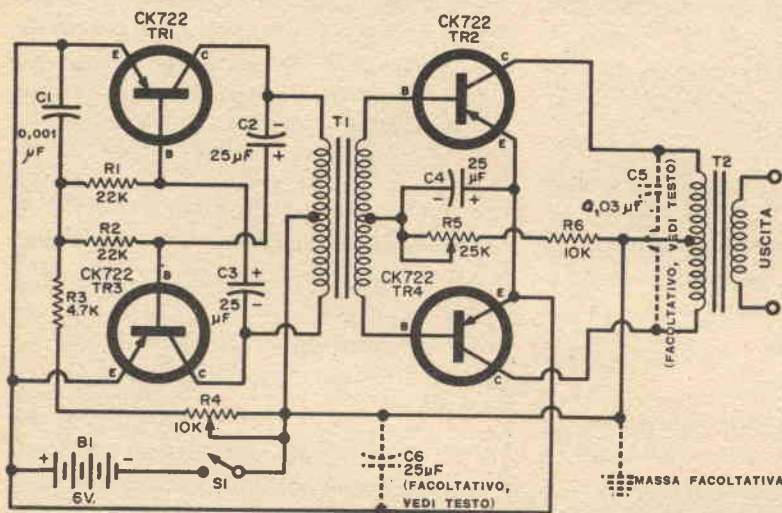 CK722
TR1
CK722
TR2
E
C
B
C1
0,001
µF
C2
25µF
-
+
T1
B
C
E
25
µF
C4
-
+
R1
22K
R2
22K
R3
4.7K
R5
25K
R6
10K
C5
0,03 µF
(FACOLTATIVO, VEDI TESTO)
T2
USCITA
CK722
TR3
B
E
C
C3
25
µF
+
-
CK722
TR4
B
E
C
R4
10K
B1
+
-
6V.
S1
C6
25µF
(FACOLTATIVO,
VEDI TESTO)
MASSA FACOLTATIVA